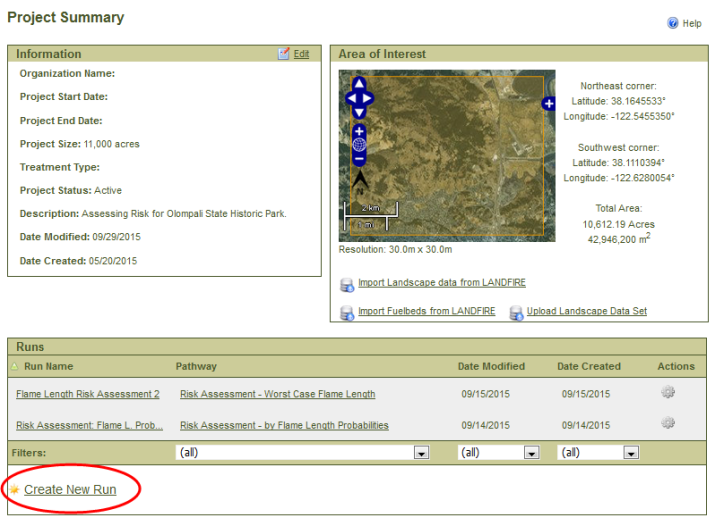 Project Summary
Help
Information
Edit
Organization Name:
Project Start Date:
Project End Date:
Project Size: 11,000 acres
Treatment Type:
Project Status: Active
Description: Assessing Risk for Olompali State Historic Park.
Date Modified: 09/29/2015
Date Created: 05/20/2015
Area of Interest
N
2 km
1 mi
Resolution: 30.0m x 30.0m
Northeast corner:
Latitude: 38.1645533°
Longitude: -122.5455350°
Southwest corner:
Latitude: 38.1110394°
Longitude: -122.6280054°
Total Area:
10,612.19 Acres
42,946,200 m2
Import Landscape data from LANDFIRE
Import Fuelbeds from LANDFIRE Upload Landscape Data Set
Runs
Run Name Pathway Date Modified Date Created Actions
Flame Length Risk Assessment 2 Risk Assessment - Worst Case Flame Length 09/15/2015 09/15/2015
Risk Assessment: Flame L. Prob... Risk Assessment - by Flame Length Probabilities 09/14/2015 09/14/2015
Filters: (all) (all) (all)
Create New Run